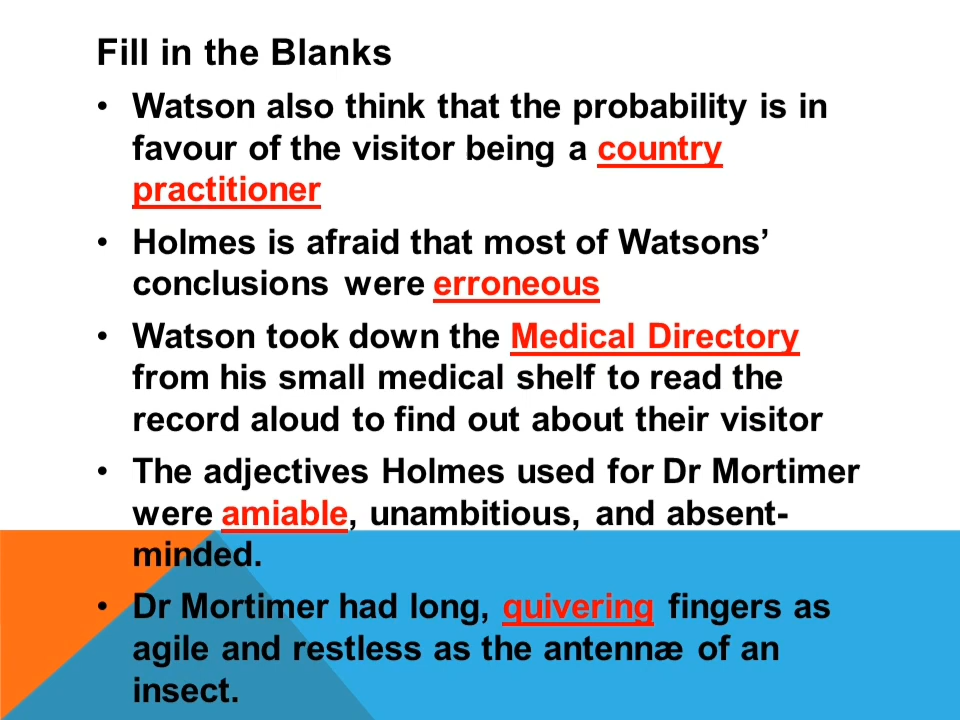 Fill in the Blanks
• Watson also think that the probability is in
favour of the visitor being a country
practitioner
• Holmes is afraid that most of Watsons’
conclusions were erroneous
• Watson took down the Medical Directory
from his small medical shelf to read the
record aloud to find out about their visitor
• The adjectives Holmes used for Dr Mortimer
were amiable, unambitious, and absent-
minded.
• Dr Mortimer had long, quivering fingers as
agile and restless as the antennæ of an
insect.